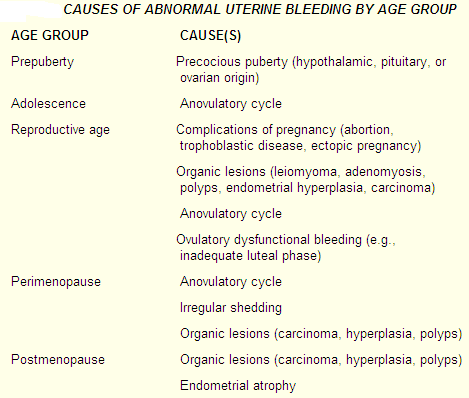 CAUSES OF ABNORMAL UTERINE BLEEDING BY AGE GROUP
AGE GROUP CAUSE(S)
Prepuberty Precocious puberty (hypothalamic, pituitary, or
ovarian origin)
Adolescence Anovulatory cycle
Reproductive age Complications of pregnancy (abortion,
trophoblastic disease, ectopic pregnancy)
Organic lesions (leiomyoma, adenomyosis,
polyps, endometrial hyperplasia, carcinoma)
Anovulatory cycle
Ovulatory dysfunctional bleeding (e.g.,
inadequate luteal phase)
Perimenopause Anovulatory cycle
Irregular shedding
Organic lesions (carcinoma, hyperplasia, polyps)
Postmenopause Organic lesions (carcinoma, hyperplasia, polyps)
Endometrial atrophy